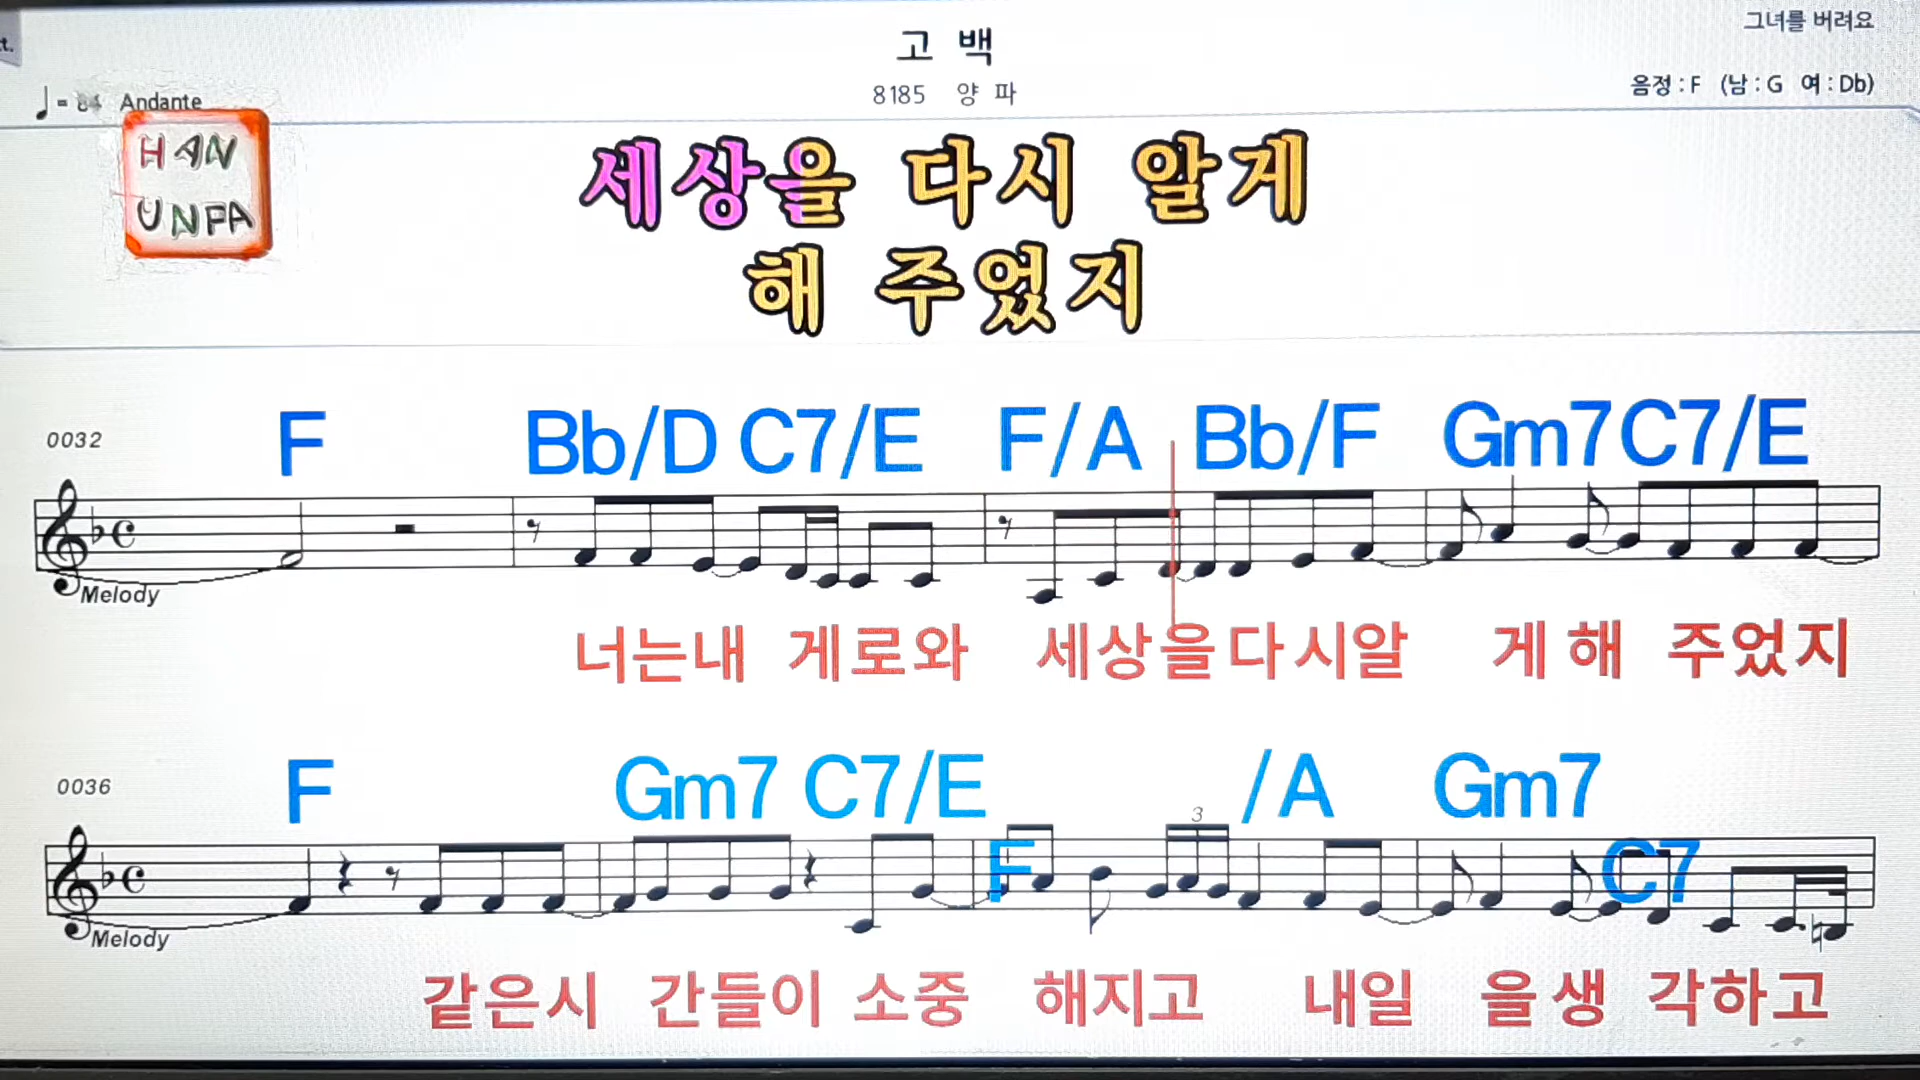 t.
고 백
그녀를 버려요
♩= 84 Andante
8185 양 파
음정 : F (남 : G 여 : Db)
HAN
UNPA
세상을 다시 알게
해 주었지
0032
F Bb/D C7/E F/A Bb/F Gm7 C7/E
Melody
너는내 게로와 세상을다시알 게 해 주었지
0036
F Gm7 C7/E F /A Gm7 C7
3
Melody
같은시 간들이 소중 해지고 내일 을생 각하고